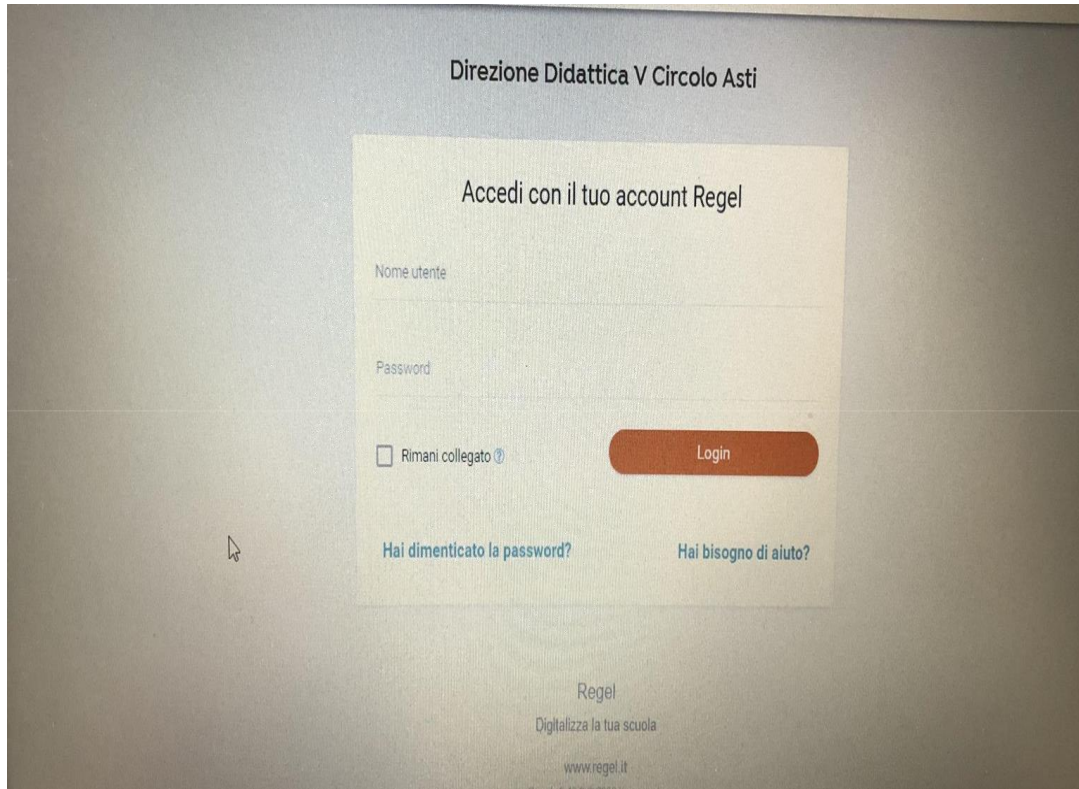 Direzione Didattica V Circolo Asti
Accedi con il tuo account Regel
Nome utente
Password
Rimani collegato ?
Login
Hai dimenticato la password?
Hai bisogno di aiuto?
Regel
Digitalizza la tua scuola
www.regel.it